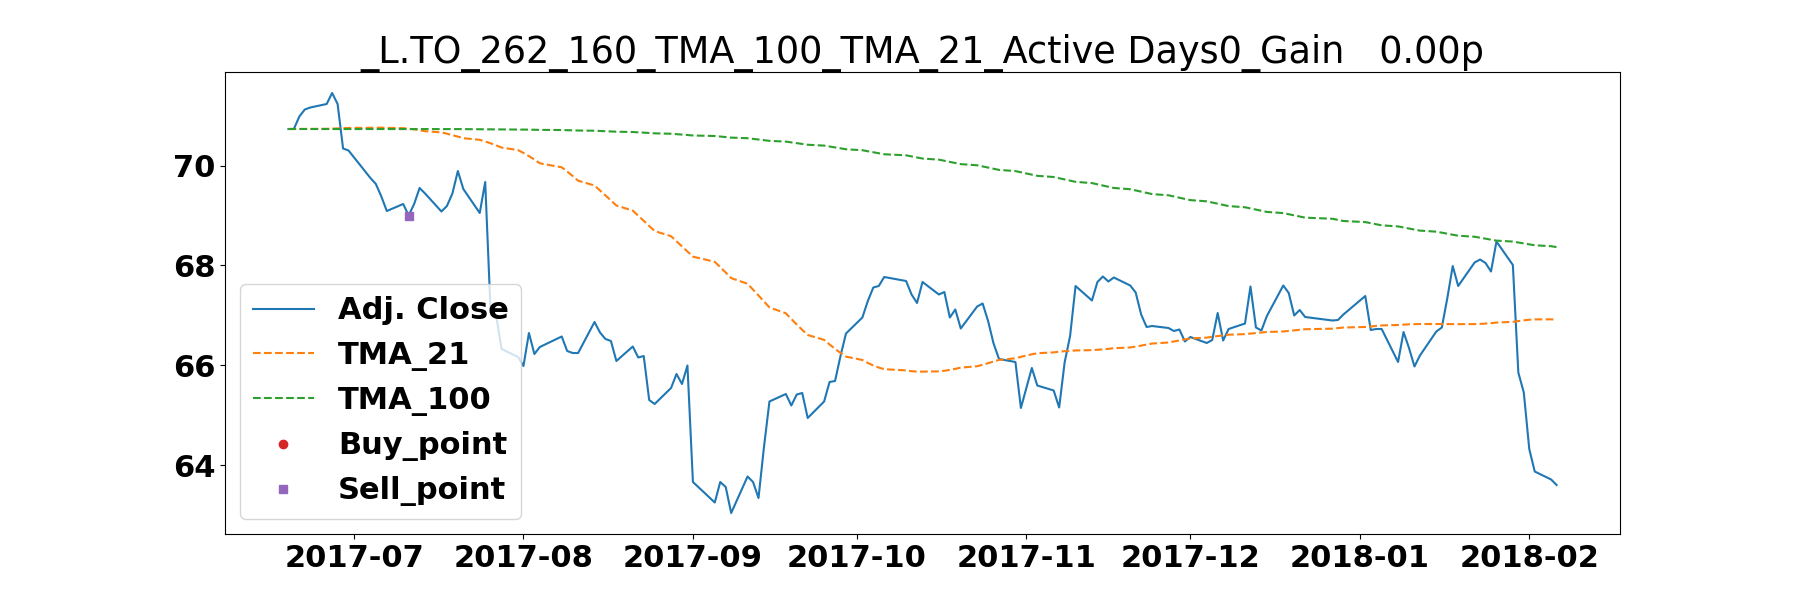 _L.TO_262_160_TMA_100_TMA_21_Active Days0_Gain   0.00p
70
68
66
64
Adj. Close
TMA_21
TMA_100
Buy_point
Sell_point
2017-07 2017-08 2017-09 2017-10 2017-11 2017-12 2018-01 2018-02